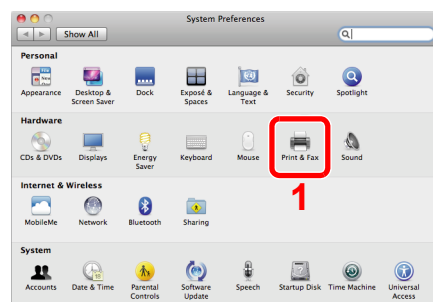 System Preferences
Show All
Personal
Appearance Desktop & Screen Saver Dock Exposé & Spaces Language & Text Security Spotlight
Hardware
CDs & DVDs Displays Energy Saver Keyboard Mouse Print & Fax Sound
1
Internet & Wireless
MobileMe Network Bluetooth Sharing
System
Accounts Date & Time Parental Controls Software Update Speech Startup Disk Time Machine Universal Access